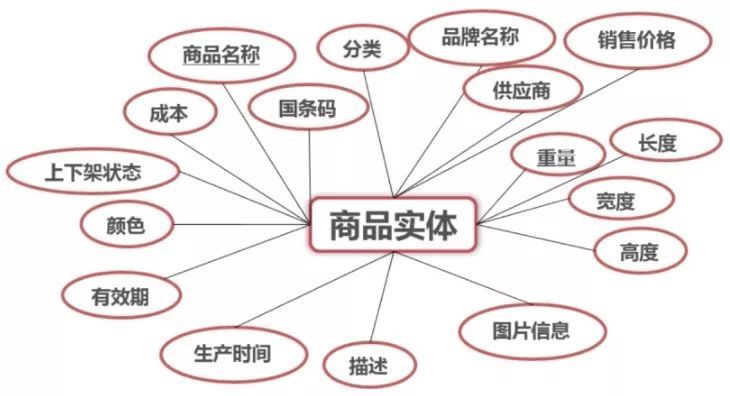 商品名称
分类
品牌名称
销售价格
成本
国条码
供应商
上下架状态
重量
长度
颜色
商品实体
宽度
高度
有效期
生产时间
描述
图片信息